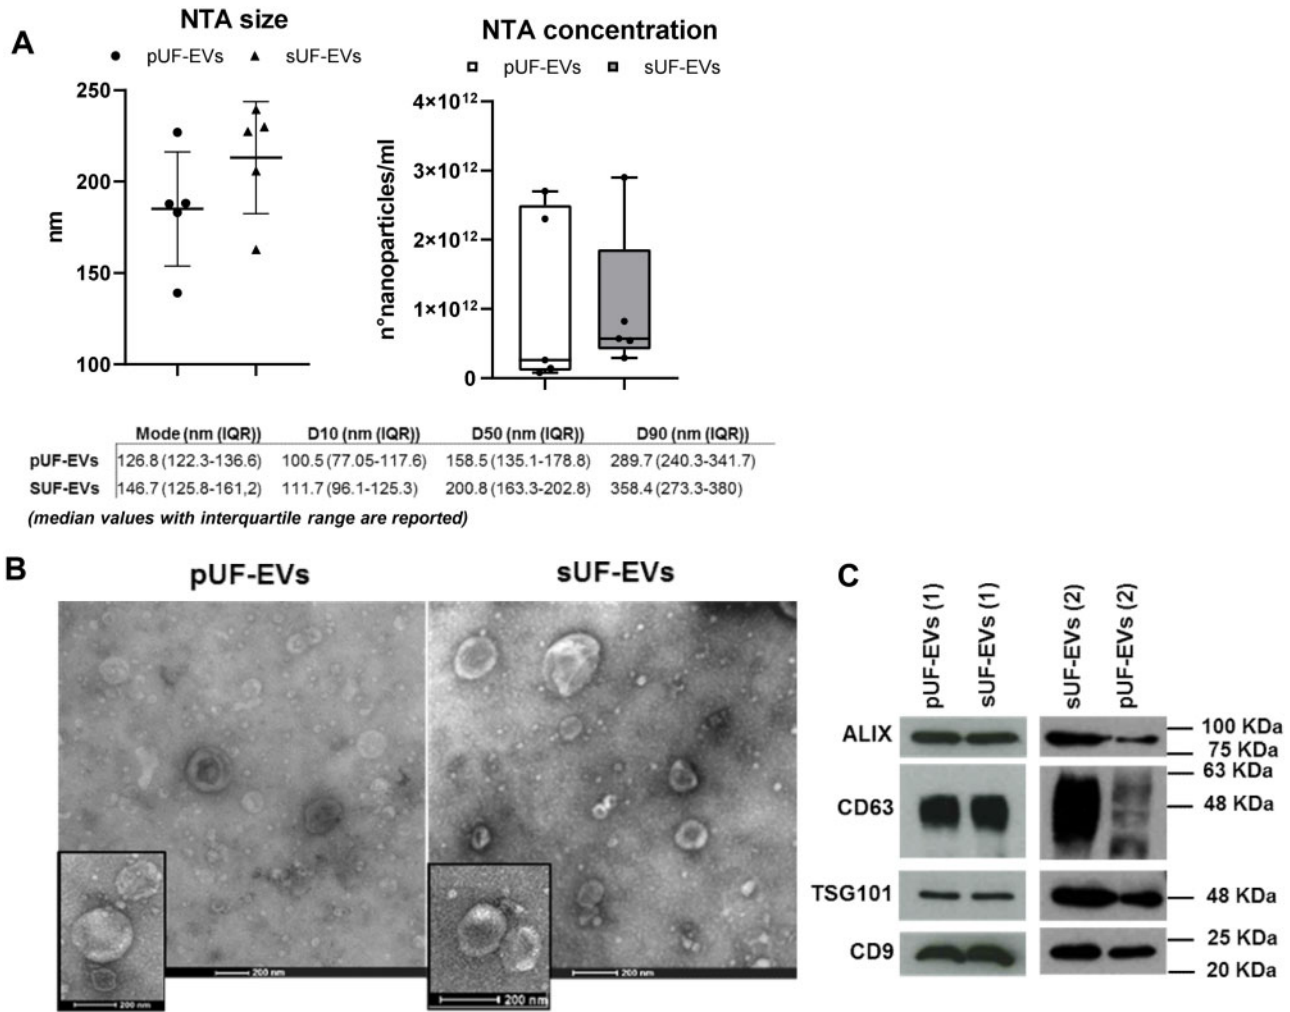 A
NTA size
pUF-EVs sUF-EVs
250
200
150
100
nm
NTA concentration
pUF-EVs sUF-EVs
4×10¹²
3×10¹²
2×10¹²
1×10¹²
0
n°nanoparticles/ml
Mode (nm (IQR)) D10 (nm (IQR)) D50 (nm (IQR)) D90 (nm (IQR))
pUF-EVs 126.8 (122.3-136.6) 100.5 (77.05-117.6) 158.5 (135.1-178.8) 289.7 (240.3-341.7)
SUF-EVs 146.7 (125.8-161,2) 111.7 (96.1-125.3) 200.8 (163.3-202.8) 358.4 (273.3-380)
(median values with interquartile range are reported)
B
pUF-EVs sUF-EVs
200 nm
200 nm
200 nm
200 nm
C
pUF-EVs (1)
sUF-EVs (1)
sUF-EVs (2)
pUF-EVs (2)
ALIX
100 KDa
75 KDa
CD63
63 KDa
48 KDa
TSG101
48 KDa
CD9
25 KDa
20 KDa